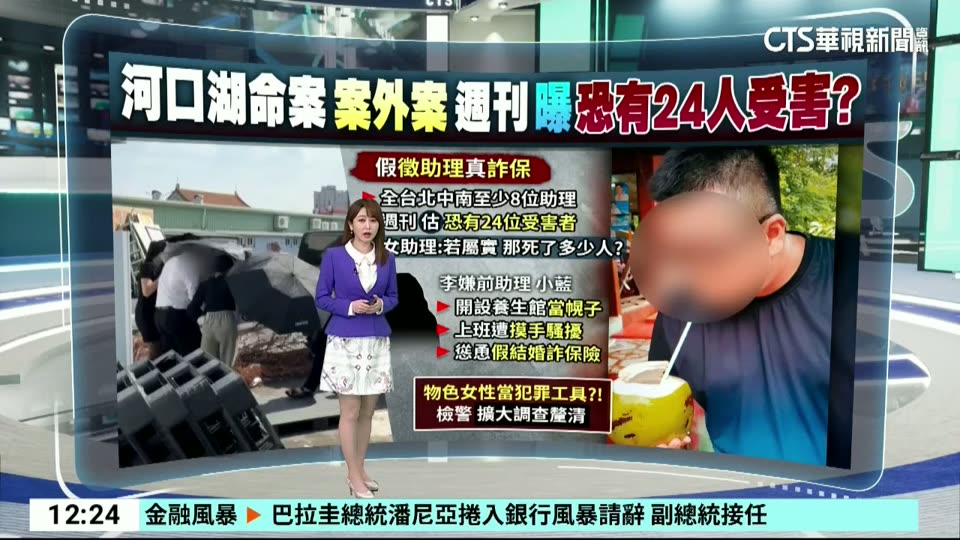 CTS
CTS華視新聞
河口湖命案 案外案 週刊 曝 恐有24人受害?
假徵助理真詐保
全台北中南至少8位助理
週刊 估 恐有24位受害者
女助理:若屬實 那死了多少人?
李嫌前助理 小藍
開設養生館當幌子
上班遭摸手騷擾
慫恿假結婚詐保險
物色女性當犯罪工具?!
檢警 擴大調查釐清
12:24 金融風暴 ▶ 巴拉圭總統潘尼亞捲入銀行風暴請辭 副總統接任